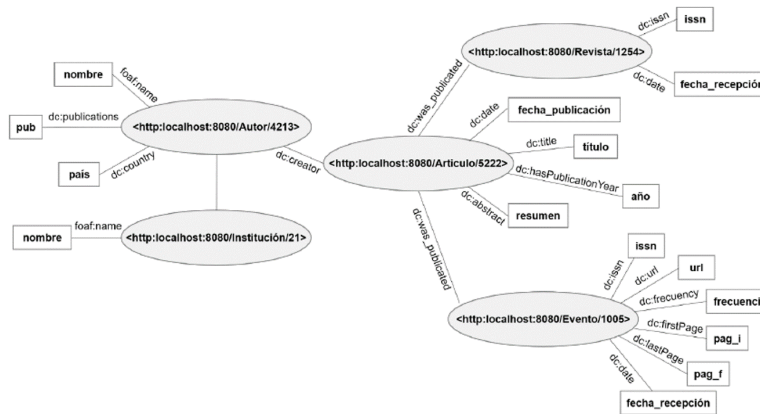 dc:issn
issn
<http:localhost:8080/Revista/1254>
dc:date
fecha_recepción
nombre
foaf:name
dc:was_publicated
dc:date
fecha_publicación
pub
dc:publications
<http:localhost:8080/Autor/4213>
dc:title
título
país
dc:country
dc:creator
<http:localhost:8080/Articulo/5222>
dc:hasPublicationYear
año
dc:abstract
resumen
nombre
foaf:name
<http:localhost:8080/Institución/21>
dc:was_publicated
dc:issn
issn
dc:url
url
dc:frecuency
frecuenci
<http:localhost:8080/Evento/1005>
dc:firstPage
pag_i
dc:lastPage
pag_f
dc:date
fecha_recepción